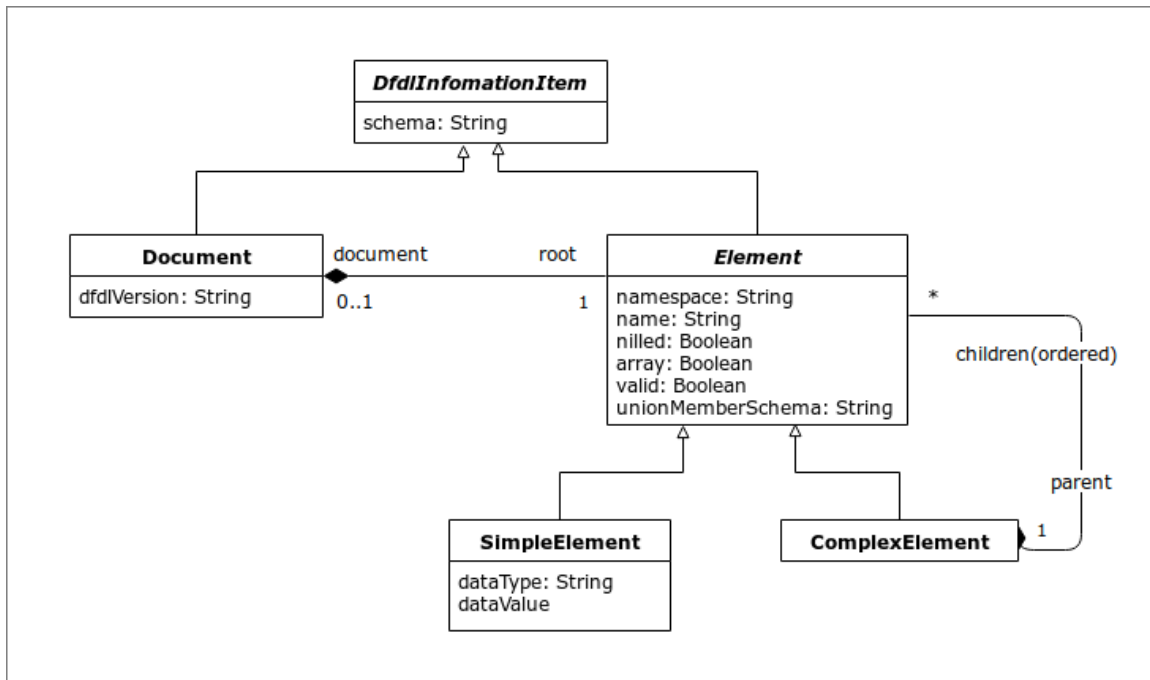 DfdlInfomationItem
schema: String
Document
dfdlVersion: String
document
root
0..1
1
Element
namespace: String
name: String
nilled: Boolean
array: Boolean
valid: Boolean
unionMemberSchema: String
*
children(ordered)
parent
1
SimpleElement
dataType: String
dataValue
ComplexElement